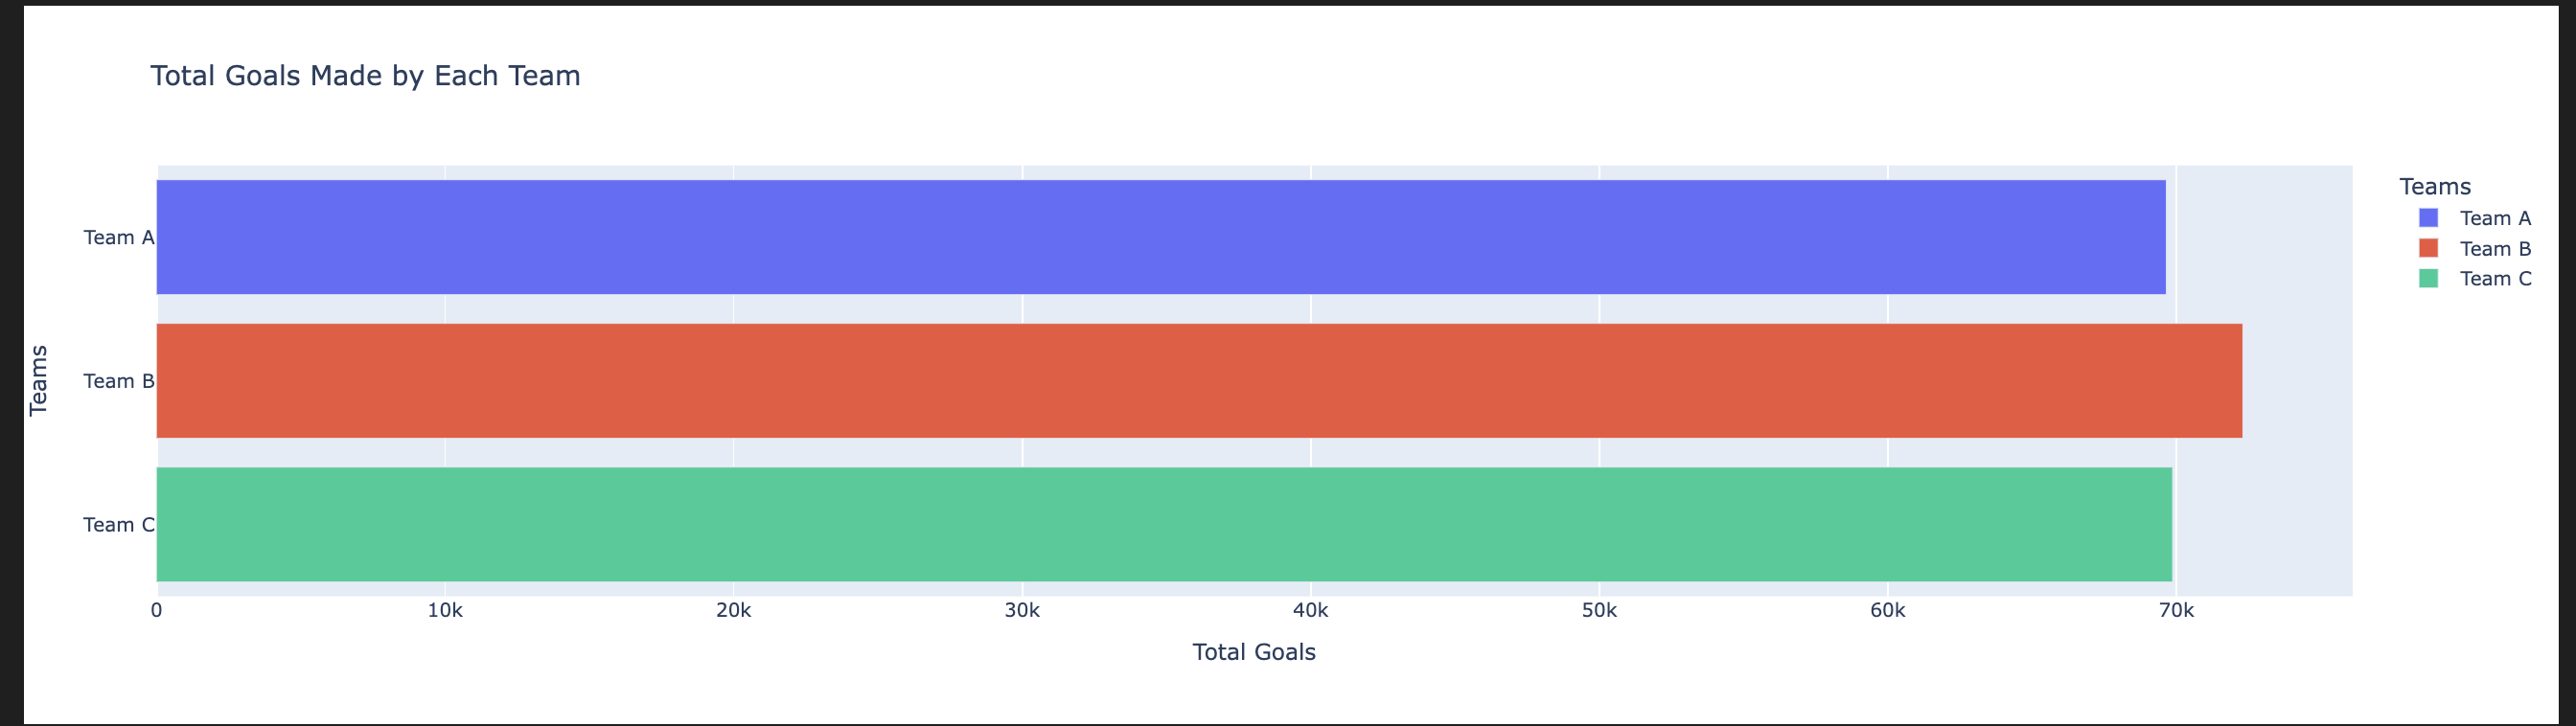 Total Goals Made by Each Team
Teams
Team A
Team B
Team C
0 10k 20k 30k 40k 50k 60k 70k
Total Goals
Teams
Team A
Team B
Team C